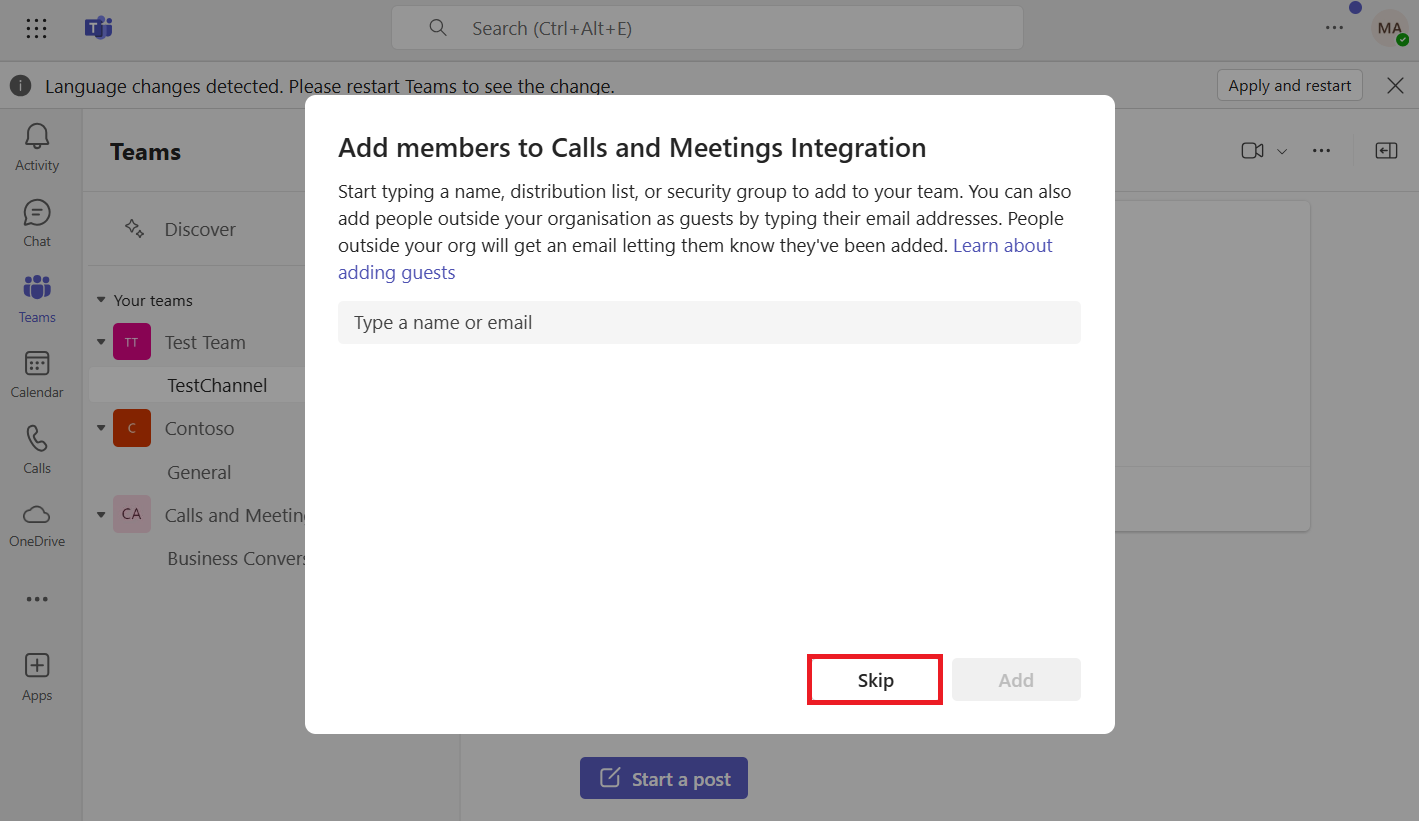 Search (Ctrl+Alt+E)
MA
Language changes detected. Please restart Teams to see the change.
Apply and restart
Activity
Chat
Teams
Calendar
Calls
OneDrive
Apps
Teams
Discover
Your teams
TT Test Team
TestChannel
C Contoso
General
CA Calls and Meetin
Business Convers
Add members to Calls and Meetings Integration
Start typing a name, distribution list, or security group to add to your team. You can also
add people outside your organisation as guests by typing their email addresses. People
outside your org will get an email letting them know they've been added. Learn about
adding guests
Type a name or email
Skip
Add
Start a post